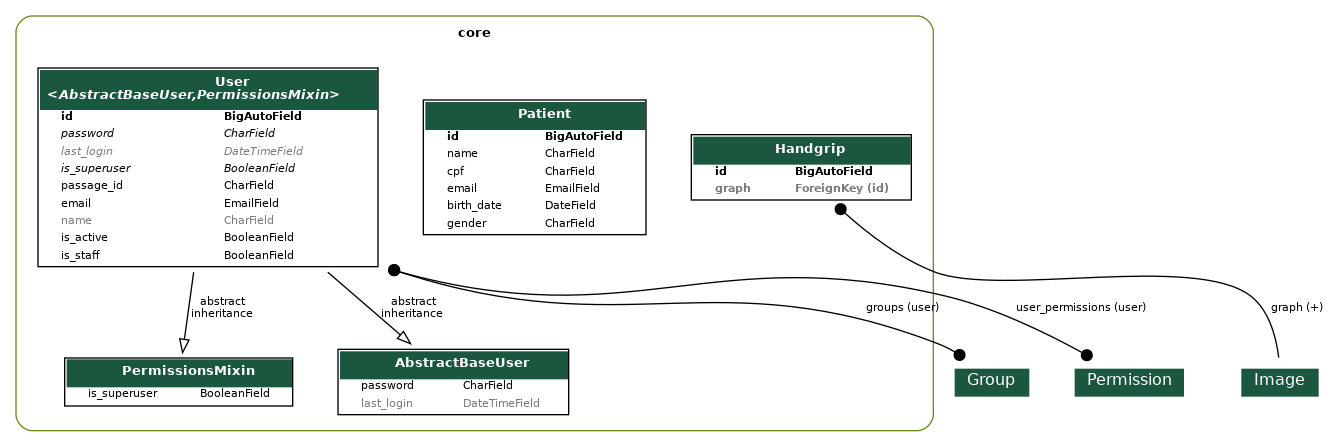 core
User
<AbstractBaseUser,PermissionsMixin>
id BigAutoField
password CharField
last_login DateTimeField
is_superuser BooleanField
passage_id CharField
email EmailField
name CharField
is_active BooleanField
is_staff BooleanField
Patient
id BigAutoField
name CharField
cpf CharField
email EmailField
birth_date DateField
gender CharField
Handgrip
id BigAutoField
graph ForeignKey (id)
abstract
inheritance
abstract
inheritance
groups (user)
user_permissions (user)
graph (+)
PermissionsMixin
is_superuser BooleanField
AbstractBaseUser
password CharField
last_login DateTimeField
Group
Permission
Image